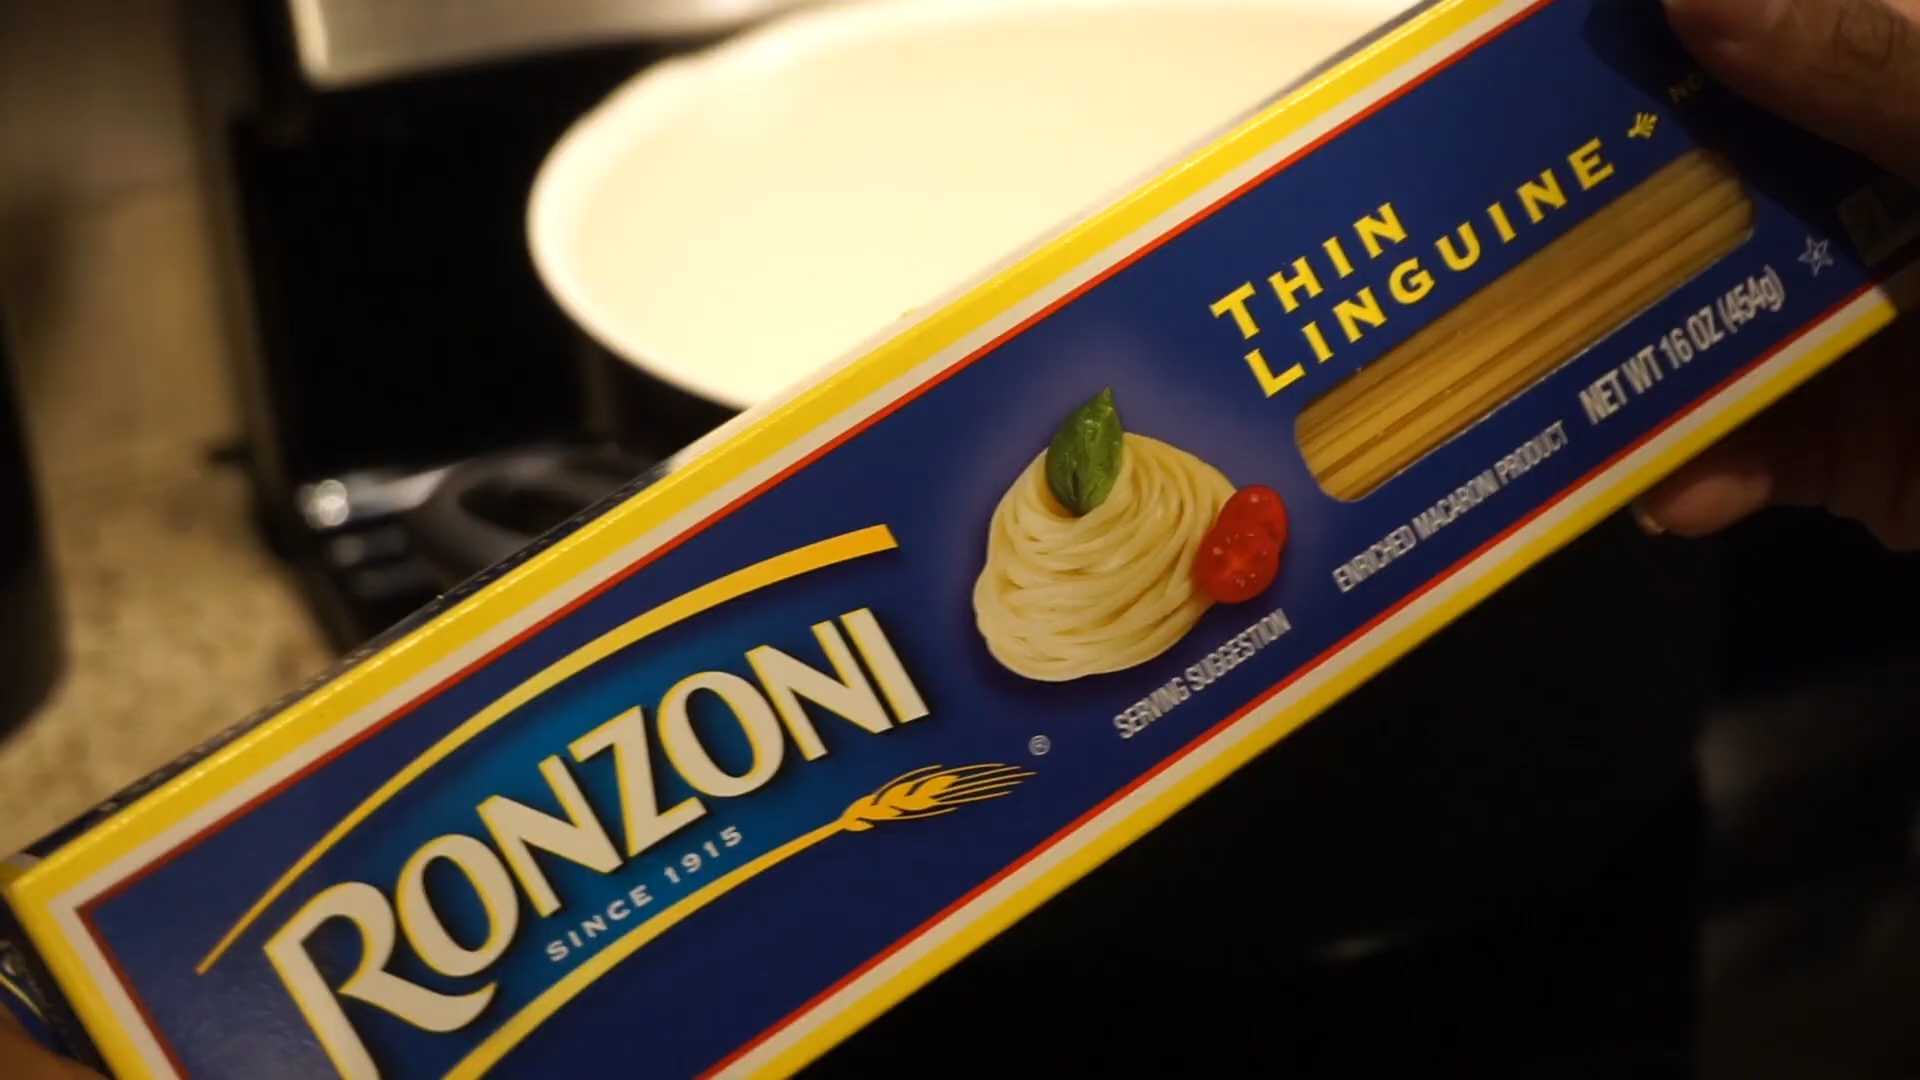 RONZONI
SINCE 1915
®
SERVING SUGGESTION
THIN
LINGUINE
ENRICHED MACARONI PRODUCT
NET WT 16 OZ (454g)